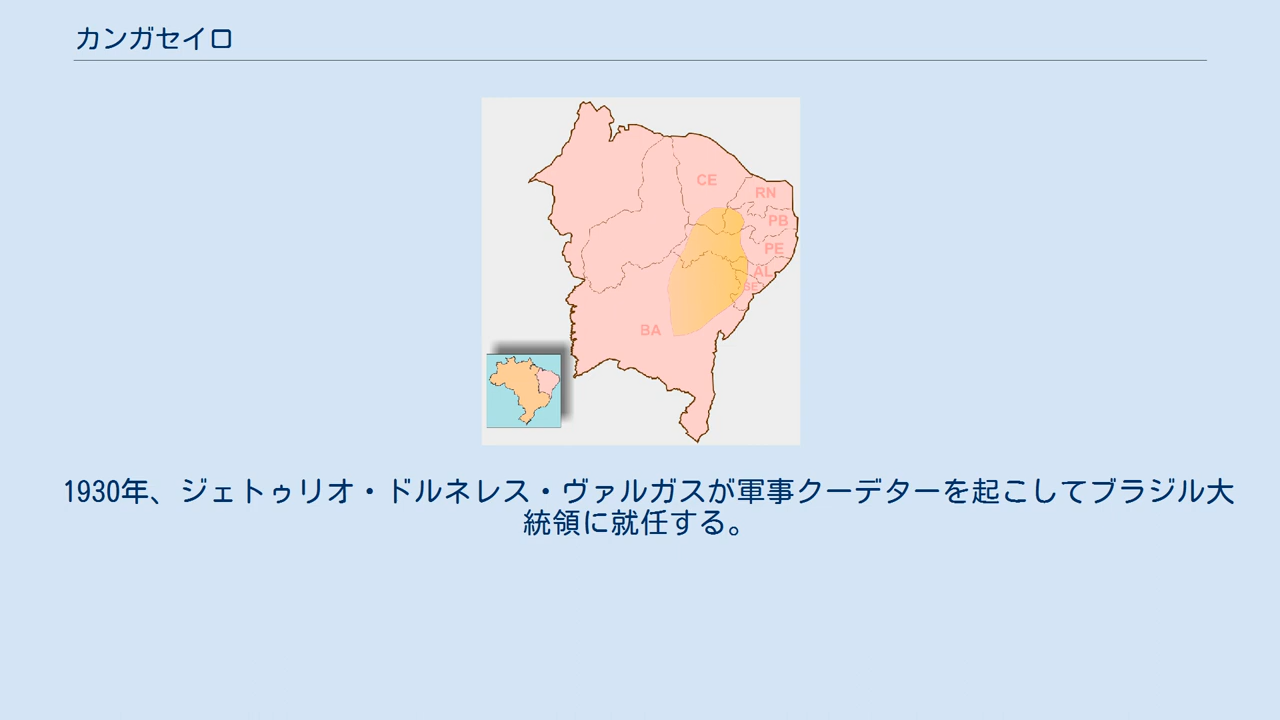 カンガセイロ
CE
RN
PB
PE
AL
SE
BA
1930年、ジェトゥリオ・ドルネレス・ヴァルガスが軍事クーデターを起こしてブラジル大
統領に就任する。